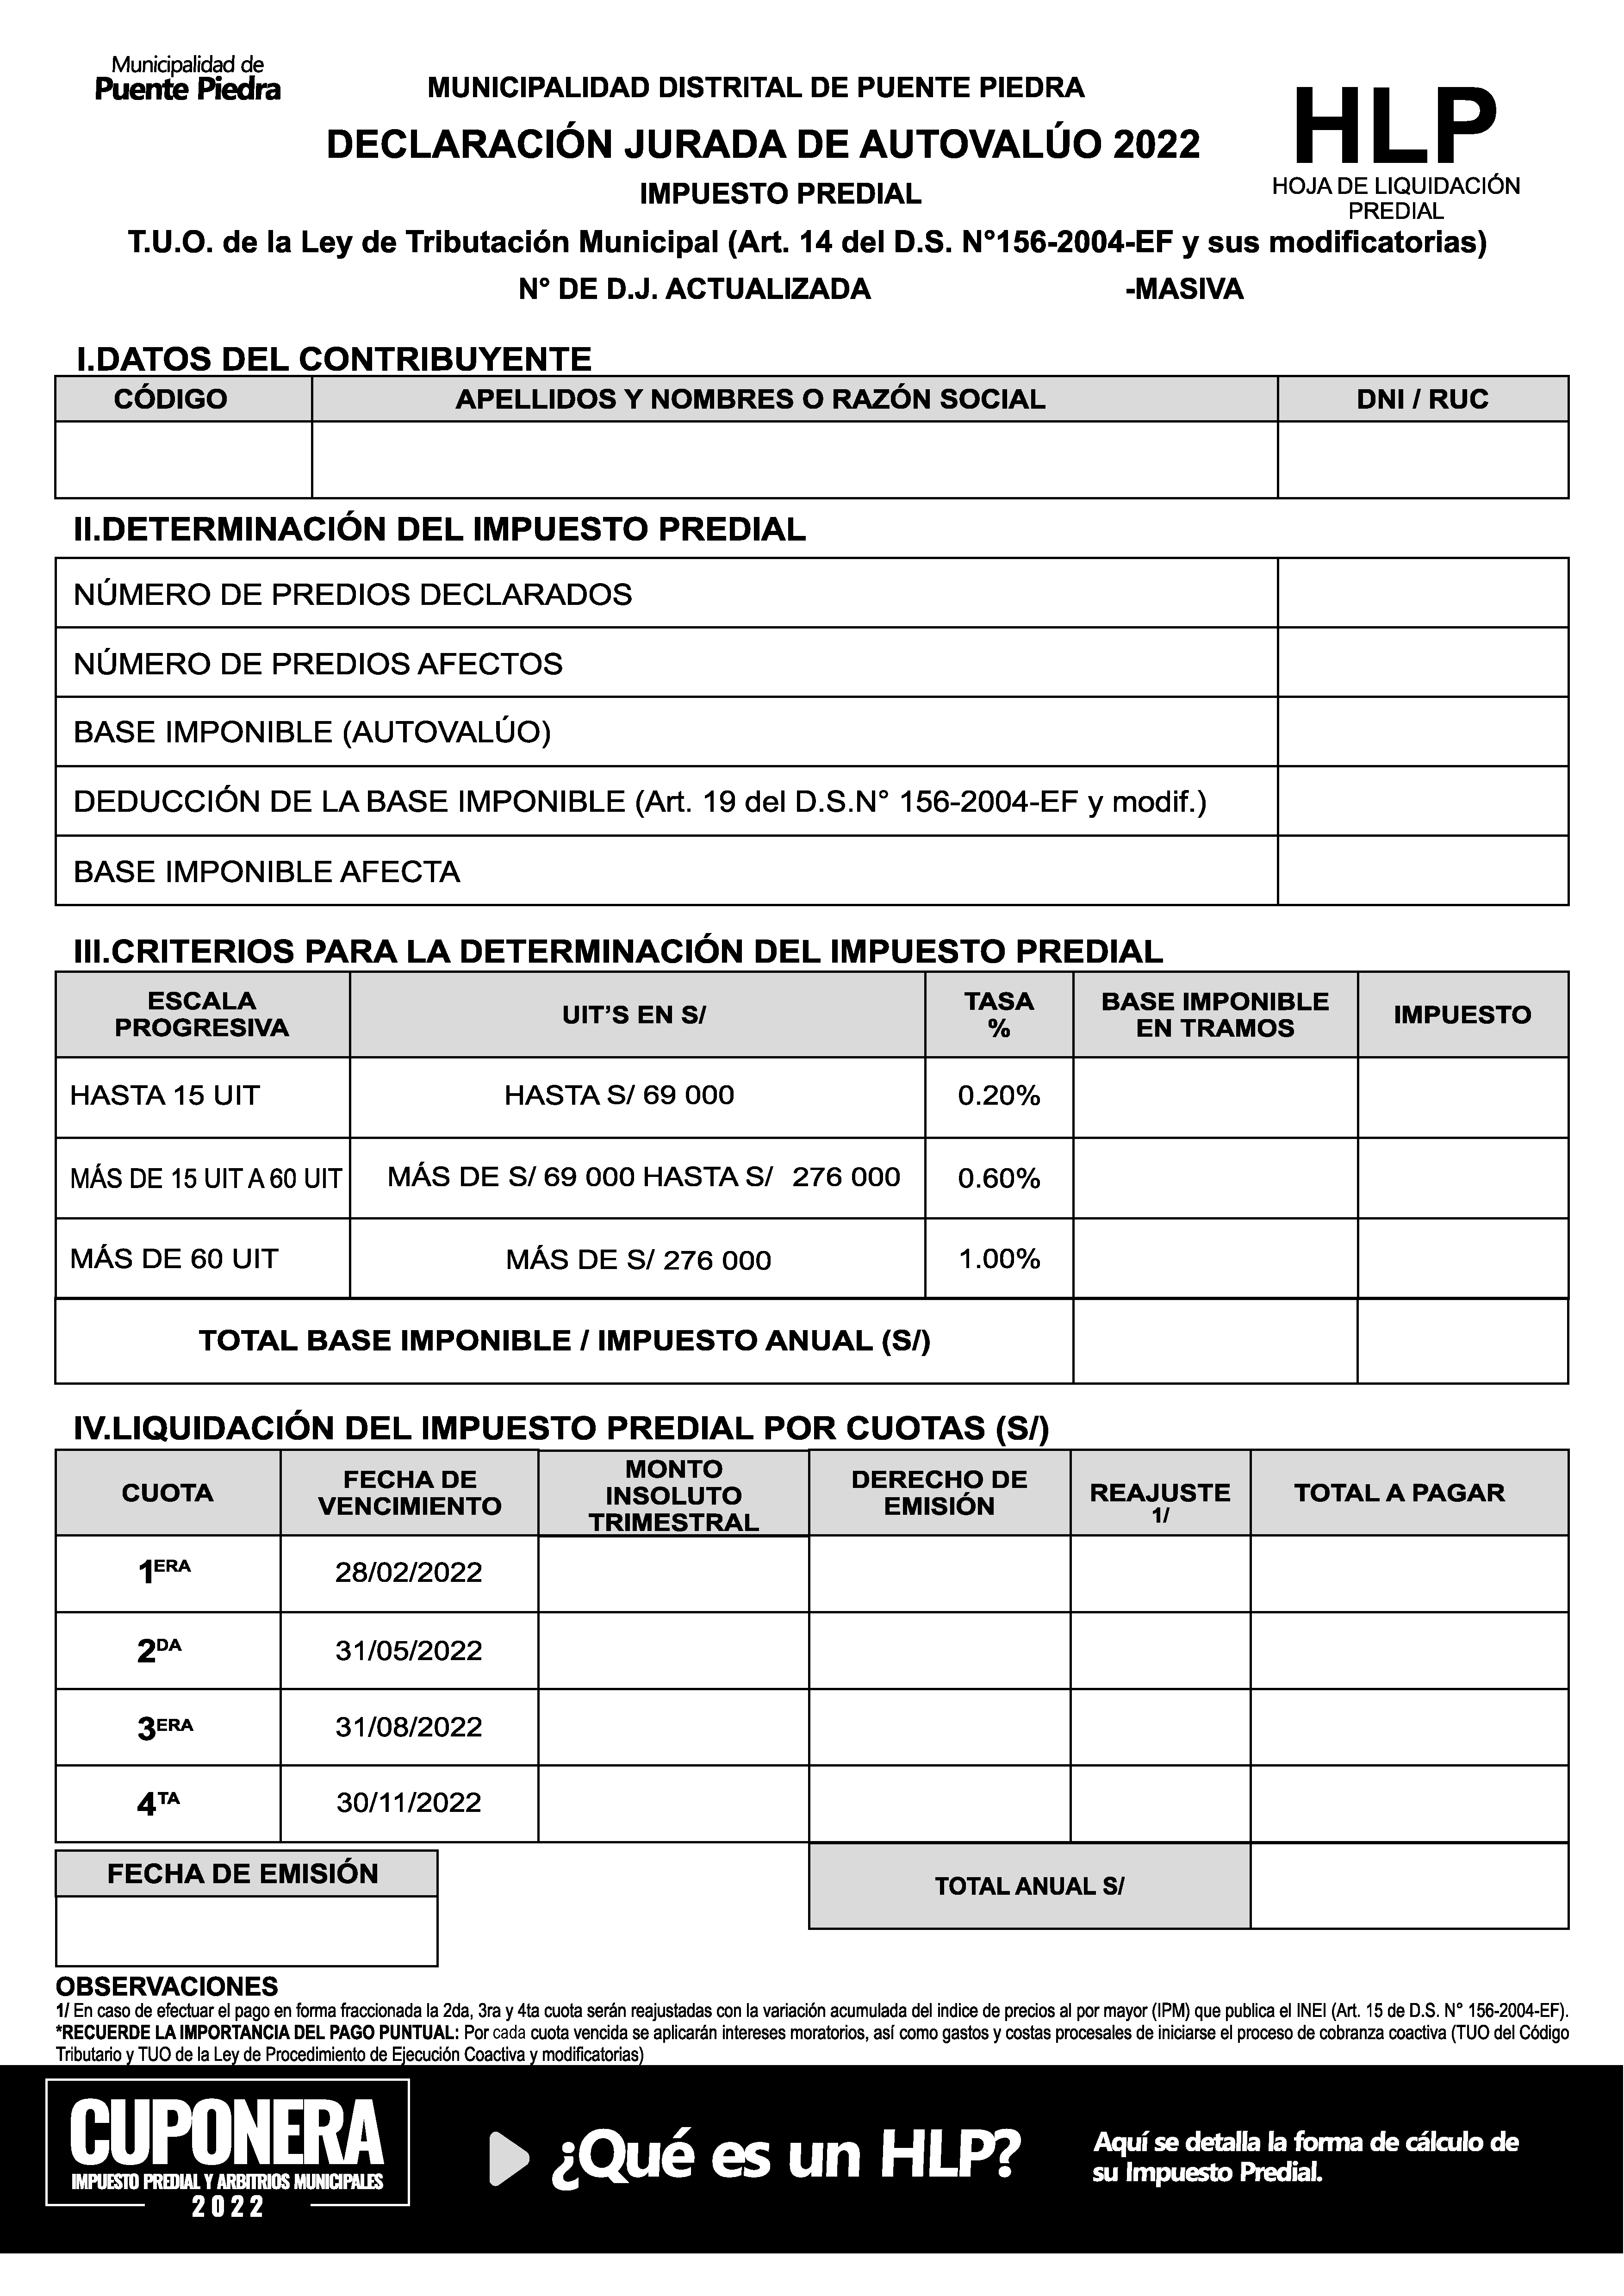 Municipalidad de
Puente Piedra
MUNICIPALIDAD DISTRITAL DE PUENTE PIEDRA
DECLARACIÓN JURADA DE AUTOVALÚO 2022
IMPUESTO PREDIAL
HLP
HOJA DE LIQUIDACIÓN
PREDIAL
T.U.O. de la Ley de Tributación Municipal (Art. 14 del D.S. N°156-2004-EF y sus modificatorias)
N° DE D.J. ACTUALIZADA -MASIVA
I.DATOS DEL CONTRIBUYENTE
CÓDIGO APELLIDOS Y NOMBRES O RAZÓN SOCIAL DNI / RUC
II.DETERMINACIÓN DEL IMPUESTO PREDIAL
NÚMERO DE PREDIOS DECLARADOS
NÚMERO DE PREDIOS AFECTOS
BASE IMPONIBLE (AUTOVALÚO)
DEDUCCIÓN DE LA BASE IMPONIBLE (Art. 19 del D.S.N° 156-2004-EF y modif.)
BASE IMPONIBLE AFECTA
III.CRITERIOS PARA LA DETERMINACIÓN DEL IMPUESTO PREDIAL
ESCALA
PROGRESIVA
UIT'S EN S/
TASA
%
BASE IMPONIBLE
EN TRAMOS
IMPUESTO
HASTA 15 UIT HASTA S/ 69 000 0.20%
MÁS DE 15 UIT A 60 UIT MÁS DE S/ 69 000 HASTA S/ 276 000 0.60%
MÁS DE 60 UIT MÁS DE S/ 276 000 1.00%
TOTAL BASE IMPONIBLE / IMPUESTO ANUAL (S/)
IV.LIQUIDACIÓN DEL IMPUESTO PREDIAL POR CUOTAS (S/)
CUOTA
FECHA DE
VENCIMIENTO
MONTO
INSOLUTO
TRIMESTRAL
DERECHO DE
EMISIÓN
REAJUSTE
1/
TOTAL A PAGAR
1ERA 28/02/2022
2DA 31/05/2022
3ERA 31/08/2022
4TA 30/11/2022
FECHA DE EMISIÓN
TOTAL ANUAL S/
OBSERVACIONES
1/ En caso de efectuar el pago en forma fraccionada la 2da, 3ra y 4ta cuota serán reajustadas con la variación acumulada del indice de precios al por mayor (IPM) que publica el INEI (Art. 15 de D.S. N° 156-2004-EF).
*RECUERDE LA IMPORTANCIA DEL PAGO PUNTUAL: Por cada cuota vencida se aplicarán intereses moratorios, así como gastos y costas procesales de iniciarse el proceso de cobranza coactiva (TUO del Código
Tributario y TUO de la Ley de Procedimiento de Ejecución Coactiva y modificatorias)
CUPONERA
IMPUESTO PREDIAL Y ARBITRIOS MUNICIPALES
2022
¿Qué es un HLP?
Aquí se detalla la forma de cálculo de
su Impuesto Predial.